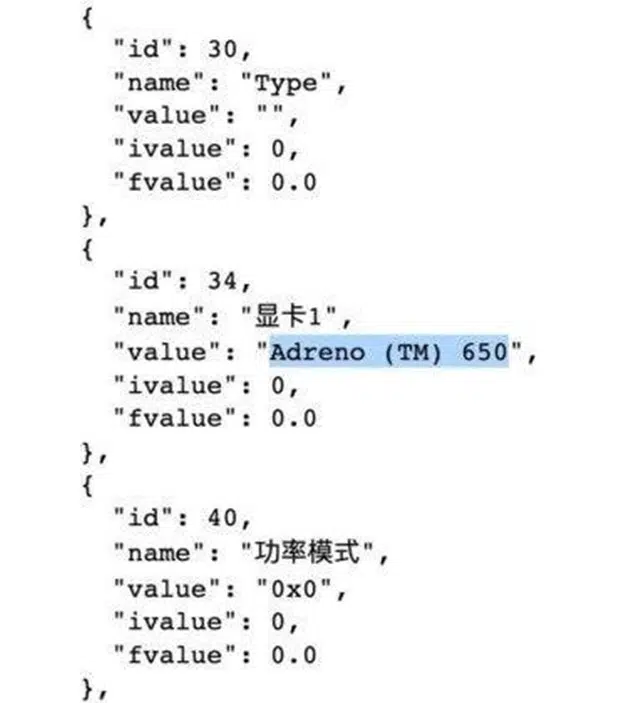 {
"id": 30,
"name": "Type",
"value": "",
"ivalue": 0,
"fvalue": 0.0
},
{
"id": 34,
"name": "显卡1",
"value": "Adreno (TM) 650",
"ivalue": 0,
"fvalue": 0.0
},
{
"id": 40,
"name": "功率模式",
"value": "0x0",
"ivalue": 0,
"fvalue": 0.0
},